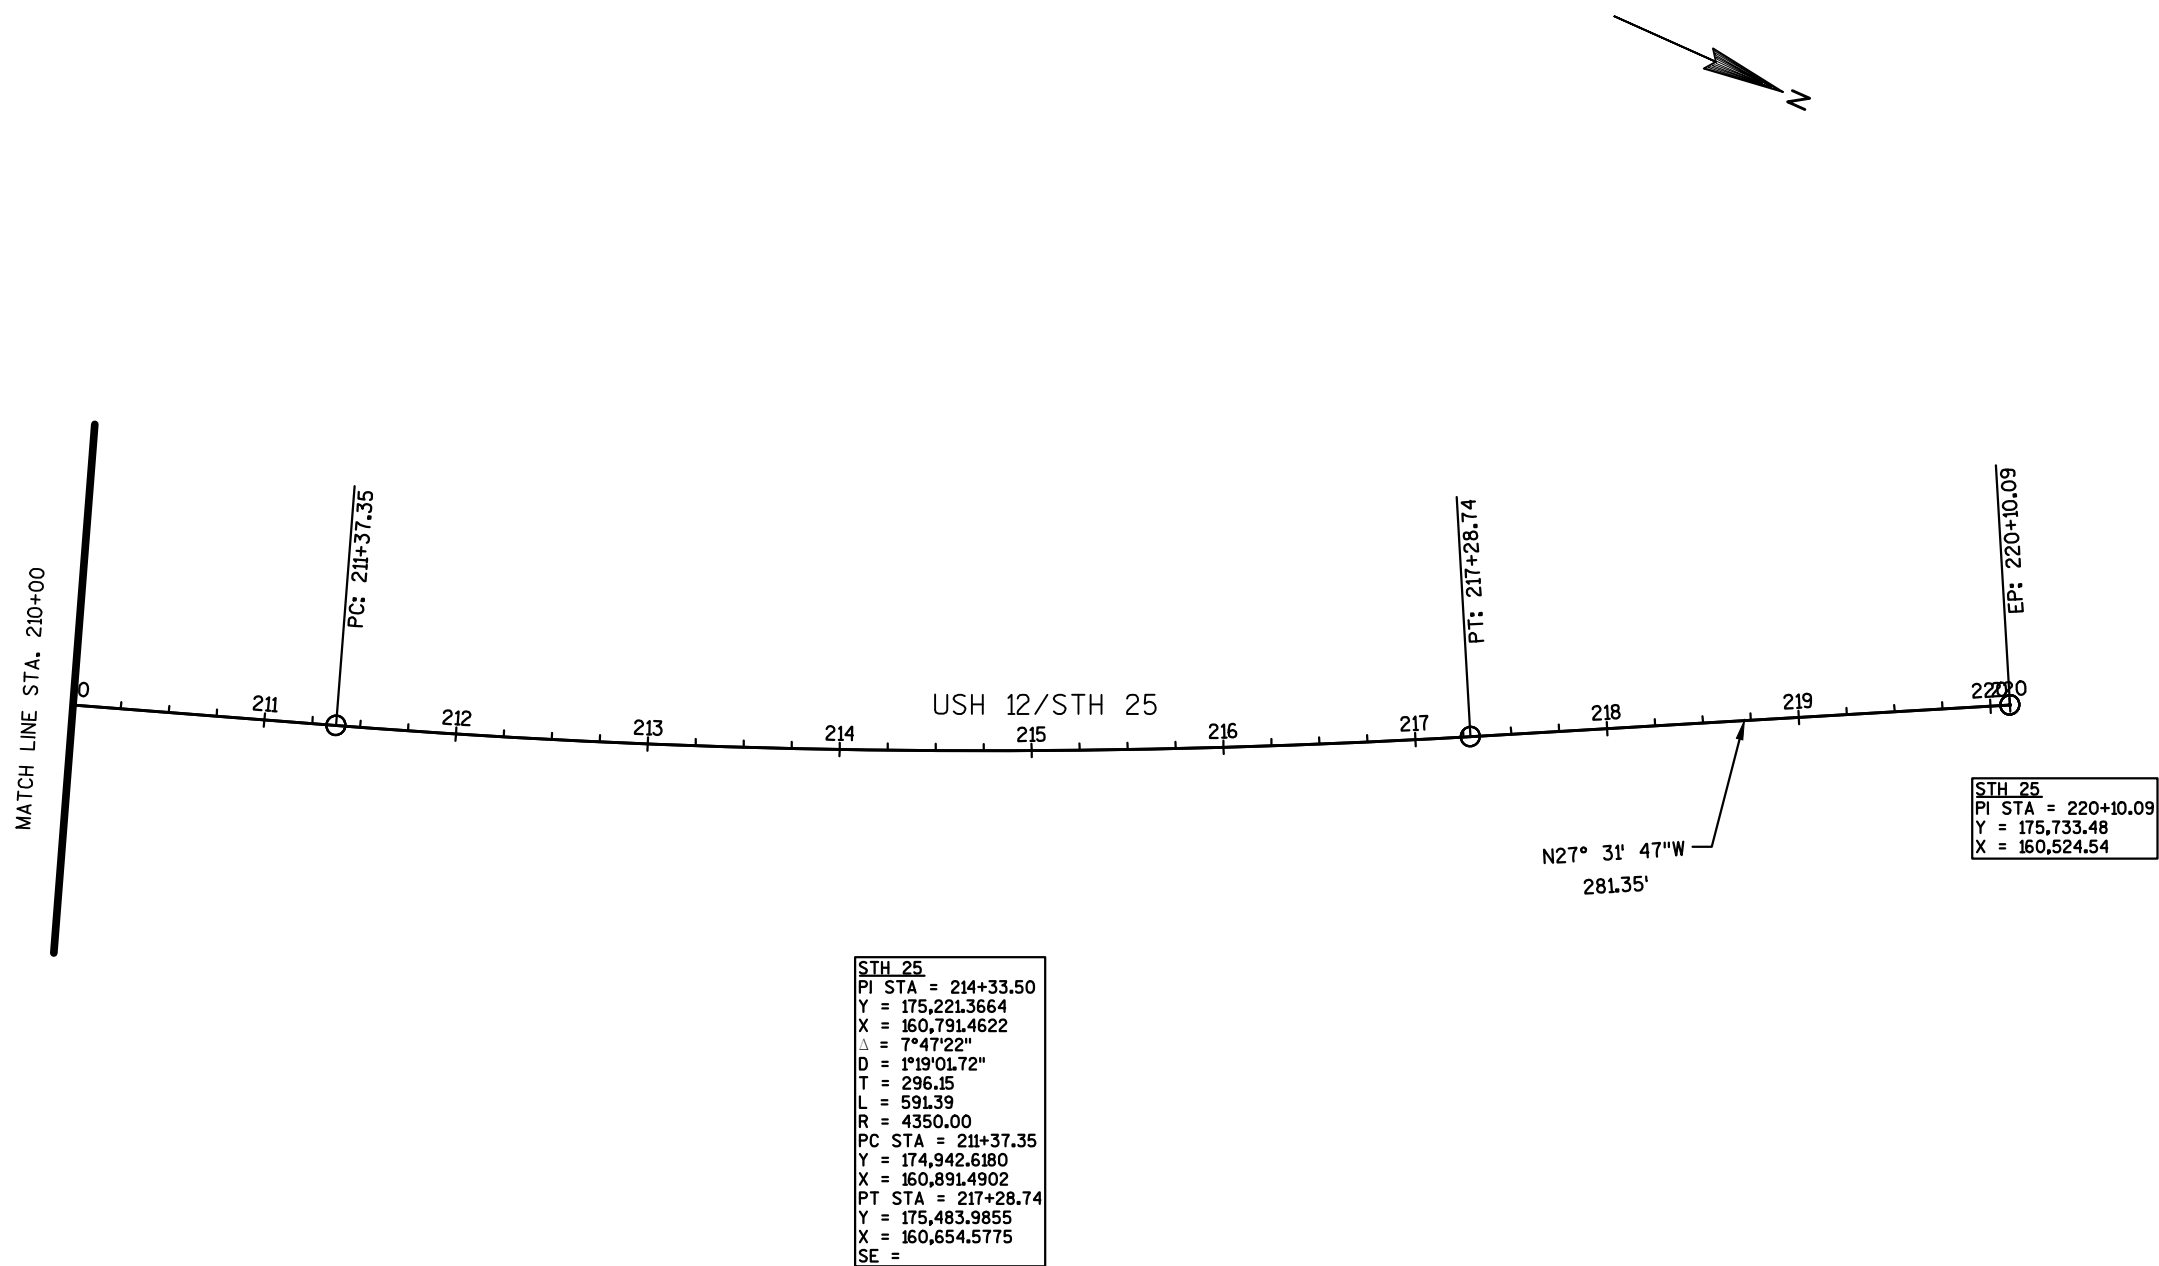 N
MATCH LINE STA. 210+00
0
211
PC: 211+37.35
212
213
214
USH 12/STH 25
215
216
217
PT: 217+28.74
218
219
220
220
EP: 220+10.09
N27° 31' 47"W
281.35'
STH 25
PI STA = 220+10.09
Y = 175,733.48
X = 160,524.54
STH 25
PI STA = 214+33.50
Y = 175,221.3664
X = 160,791.4622
Δ = 7°47'22"
D = 1°19'01.72"
T = 296.15
L = 591.39
R = 4350.00
PC STA = 211+37.35
Y = 174,942.6180
X = 160,891.4902
PT STA = 217+28.74
Y = 175,483.9855
X = 160,654.5775
SE =